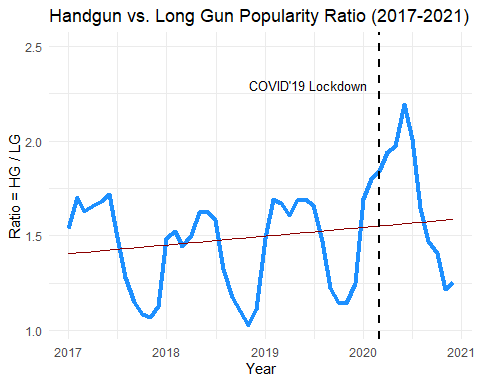 Handgun vs. Long Gun Popularity Ratio (2017-2021)
2.5
COVID'19 Lockdown
2.0
1.5
1.0
Ratio = HG / LG
2017 2018 2019 2020 2021
Year